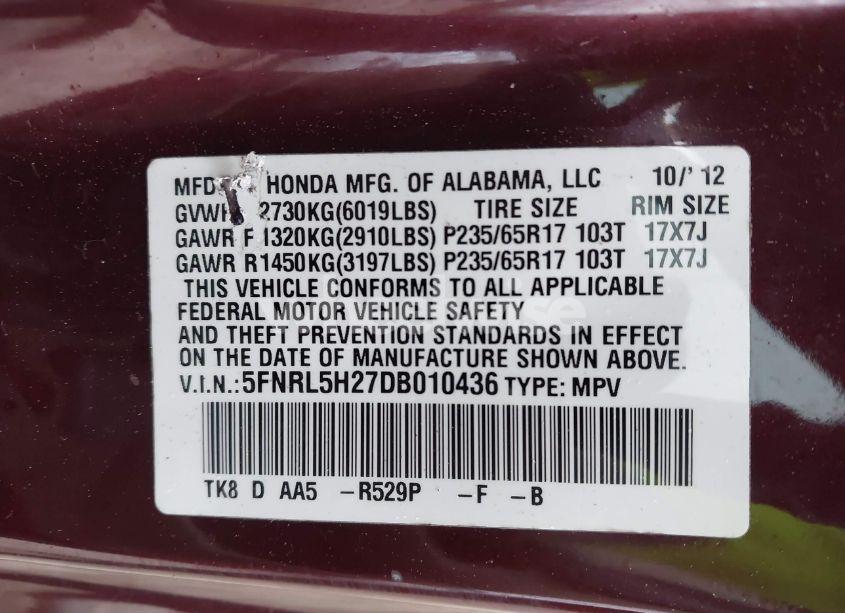 MFD HONDA MFG. OF ALABAMA, LLC 10/' 12
GVWR 2730KG(6019LBS) TIRE SIZE RIM SIZE
GAWR F 1320KG(2910LBS) P235/65R17 103T 17X7J
GAWR R1450KG(3197LBS) P235/65R17 103T 17X7J
THIS VEHICLE CONFORMS TO ALL APPLICABLE
FEDERAL MOTOR VEHICLE SAFETY
AND THEFT PREVENTION STANDARDS IN EFFECT
ON THE DATE OF MANUFACTURE SHOWN ABOVE.
V.I.N.:5FNRL5H27DB010436 TYPE: MPV
TK8 D AA5 -R529P -F -B